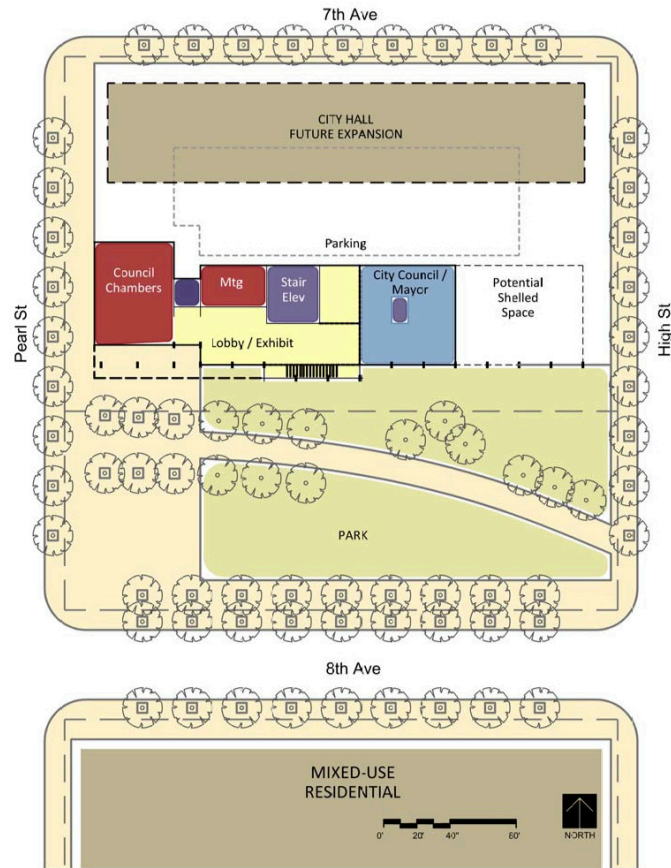 7th Ave
CITY HALL
FUTURE EXPANSION
Parking
Council
Chambers
Mtg
Stair
Elev
City Council /
Mayor
Potential
Shelled
Space
Pearl St
High St
Lobby / Exhibit
PARK
8th Ave
MIXED-USE
RESIDENTIAL
0' 20' 40" 80'
NORTH